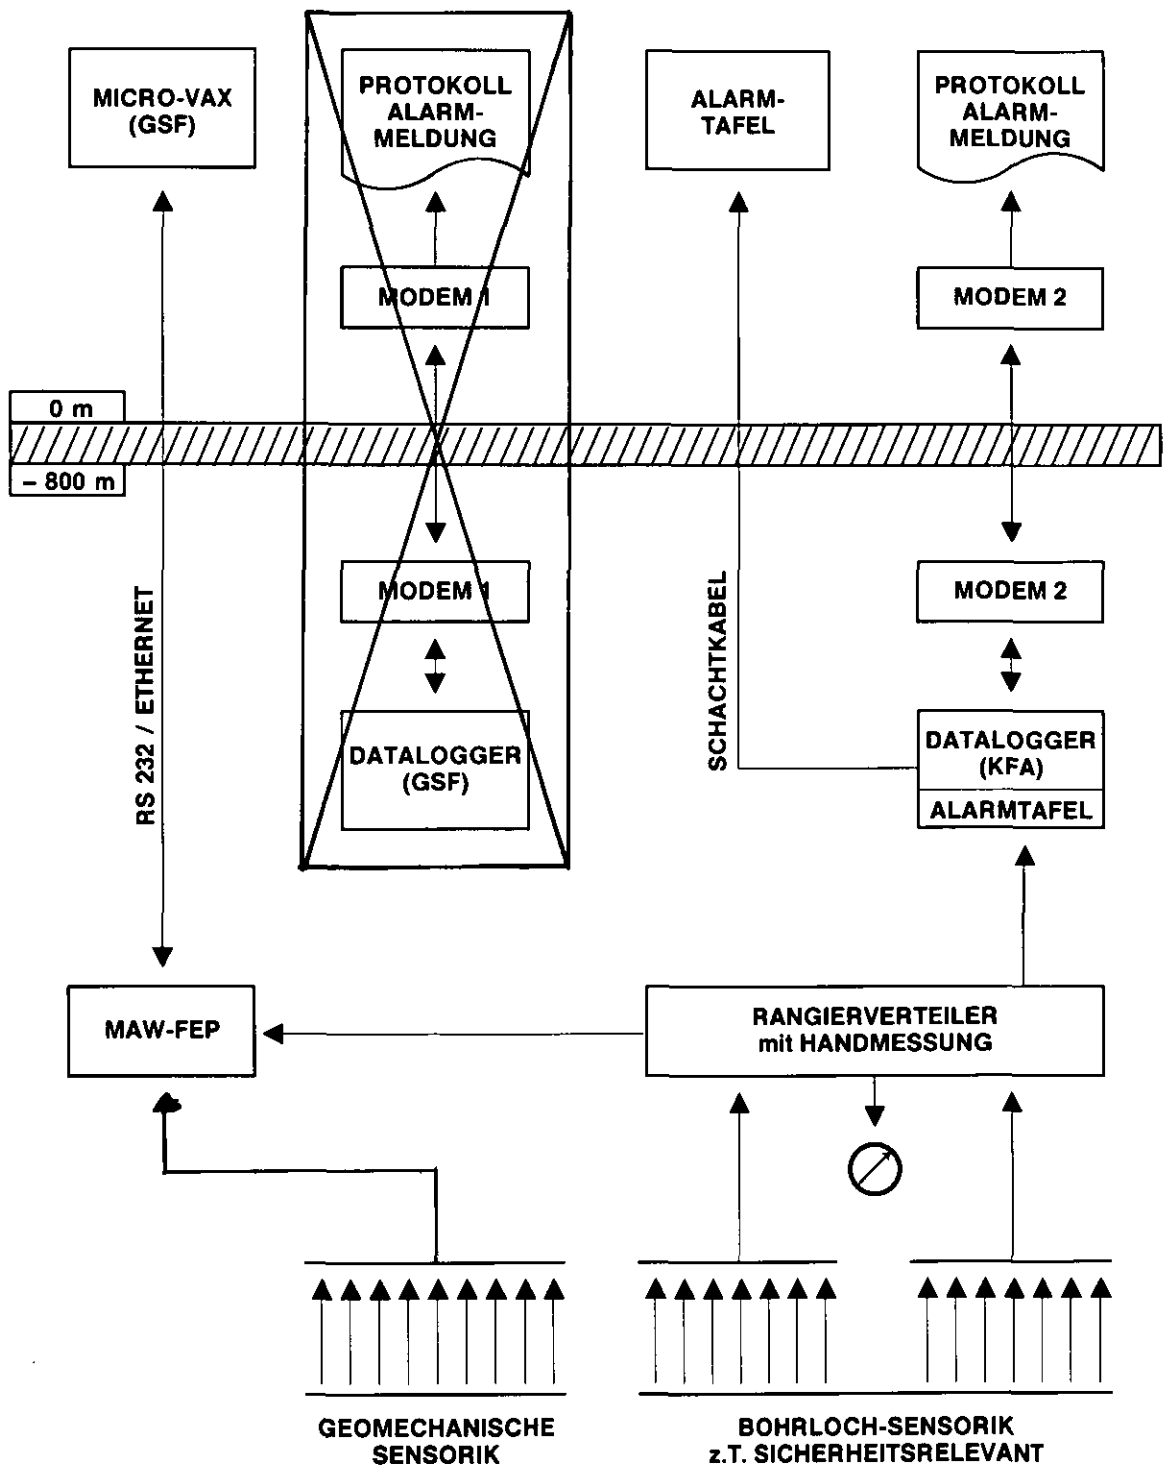 MICRO-VAX
(GSF)
PROTOKOLL
ALARM-
MELDUNG
ALARM-
TAFEL
PROTOKOLL
ALARM-
MELDUNG
MODEM 1
MODEM 2
0 m
– 800 m
MODEM 1
MODEM 2
RS 232 / ETHERNET
SCHACHTKABEL
DATALOGGER
(GSF)
DATALOGGER
(KFA)
ALARMTAFEL
MAW-FEP
RANGIERVERTEILER
mit HANDMESSUNG
GEOMECHANISCHE
SENSORIK
BOHRLOCH-SENSORIK
z.T. SICHERHEITSRELEVANT